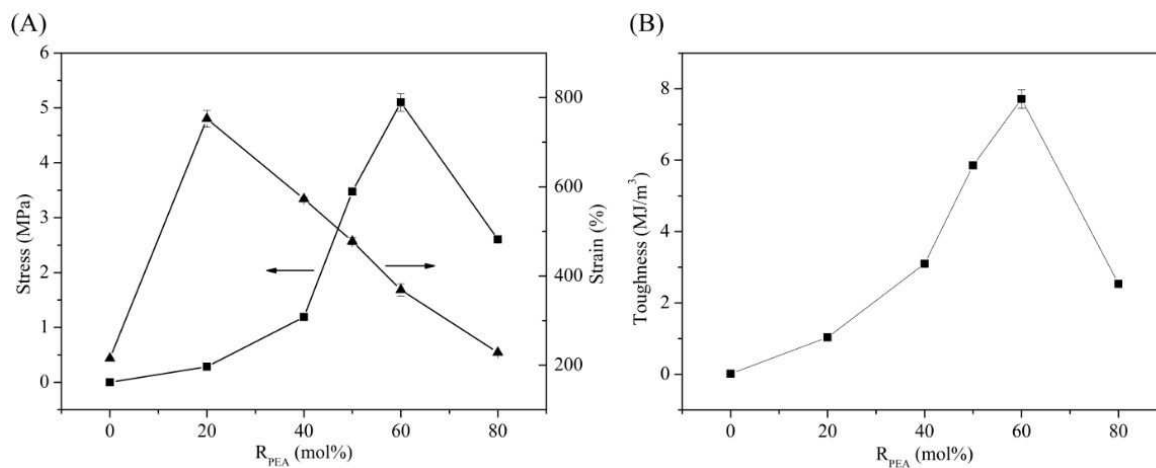 (A)
6
5
4
3
2
1
0
Stress (MPa)
800
600
400
200
Strain (%)
0 20 40 60 80
R_PEA (mol%)
(B)
8
6
4
2
0
Toughness (MJ/m³)
0 20 40 60 80
R_PEA (mol%)